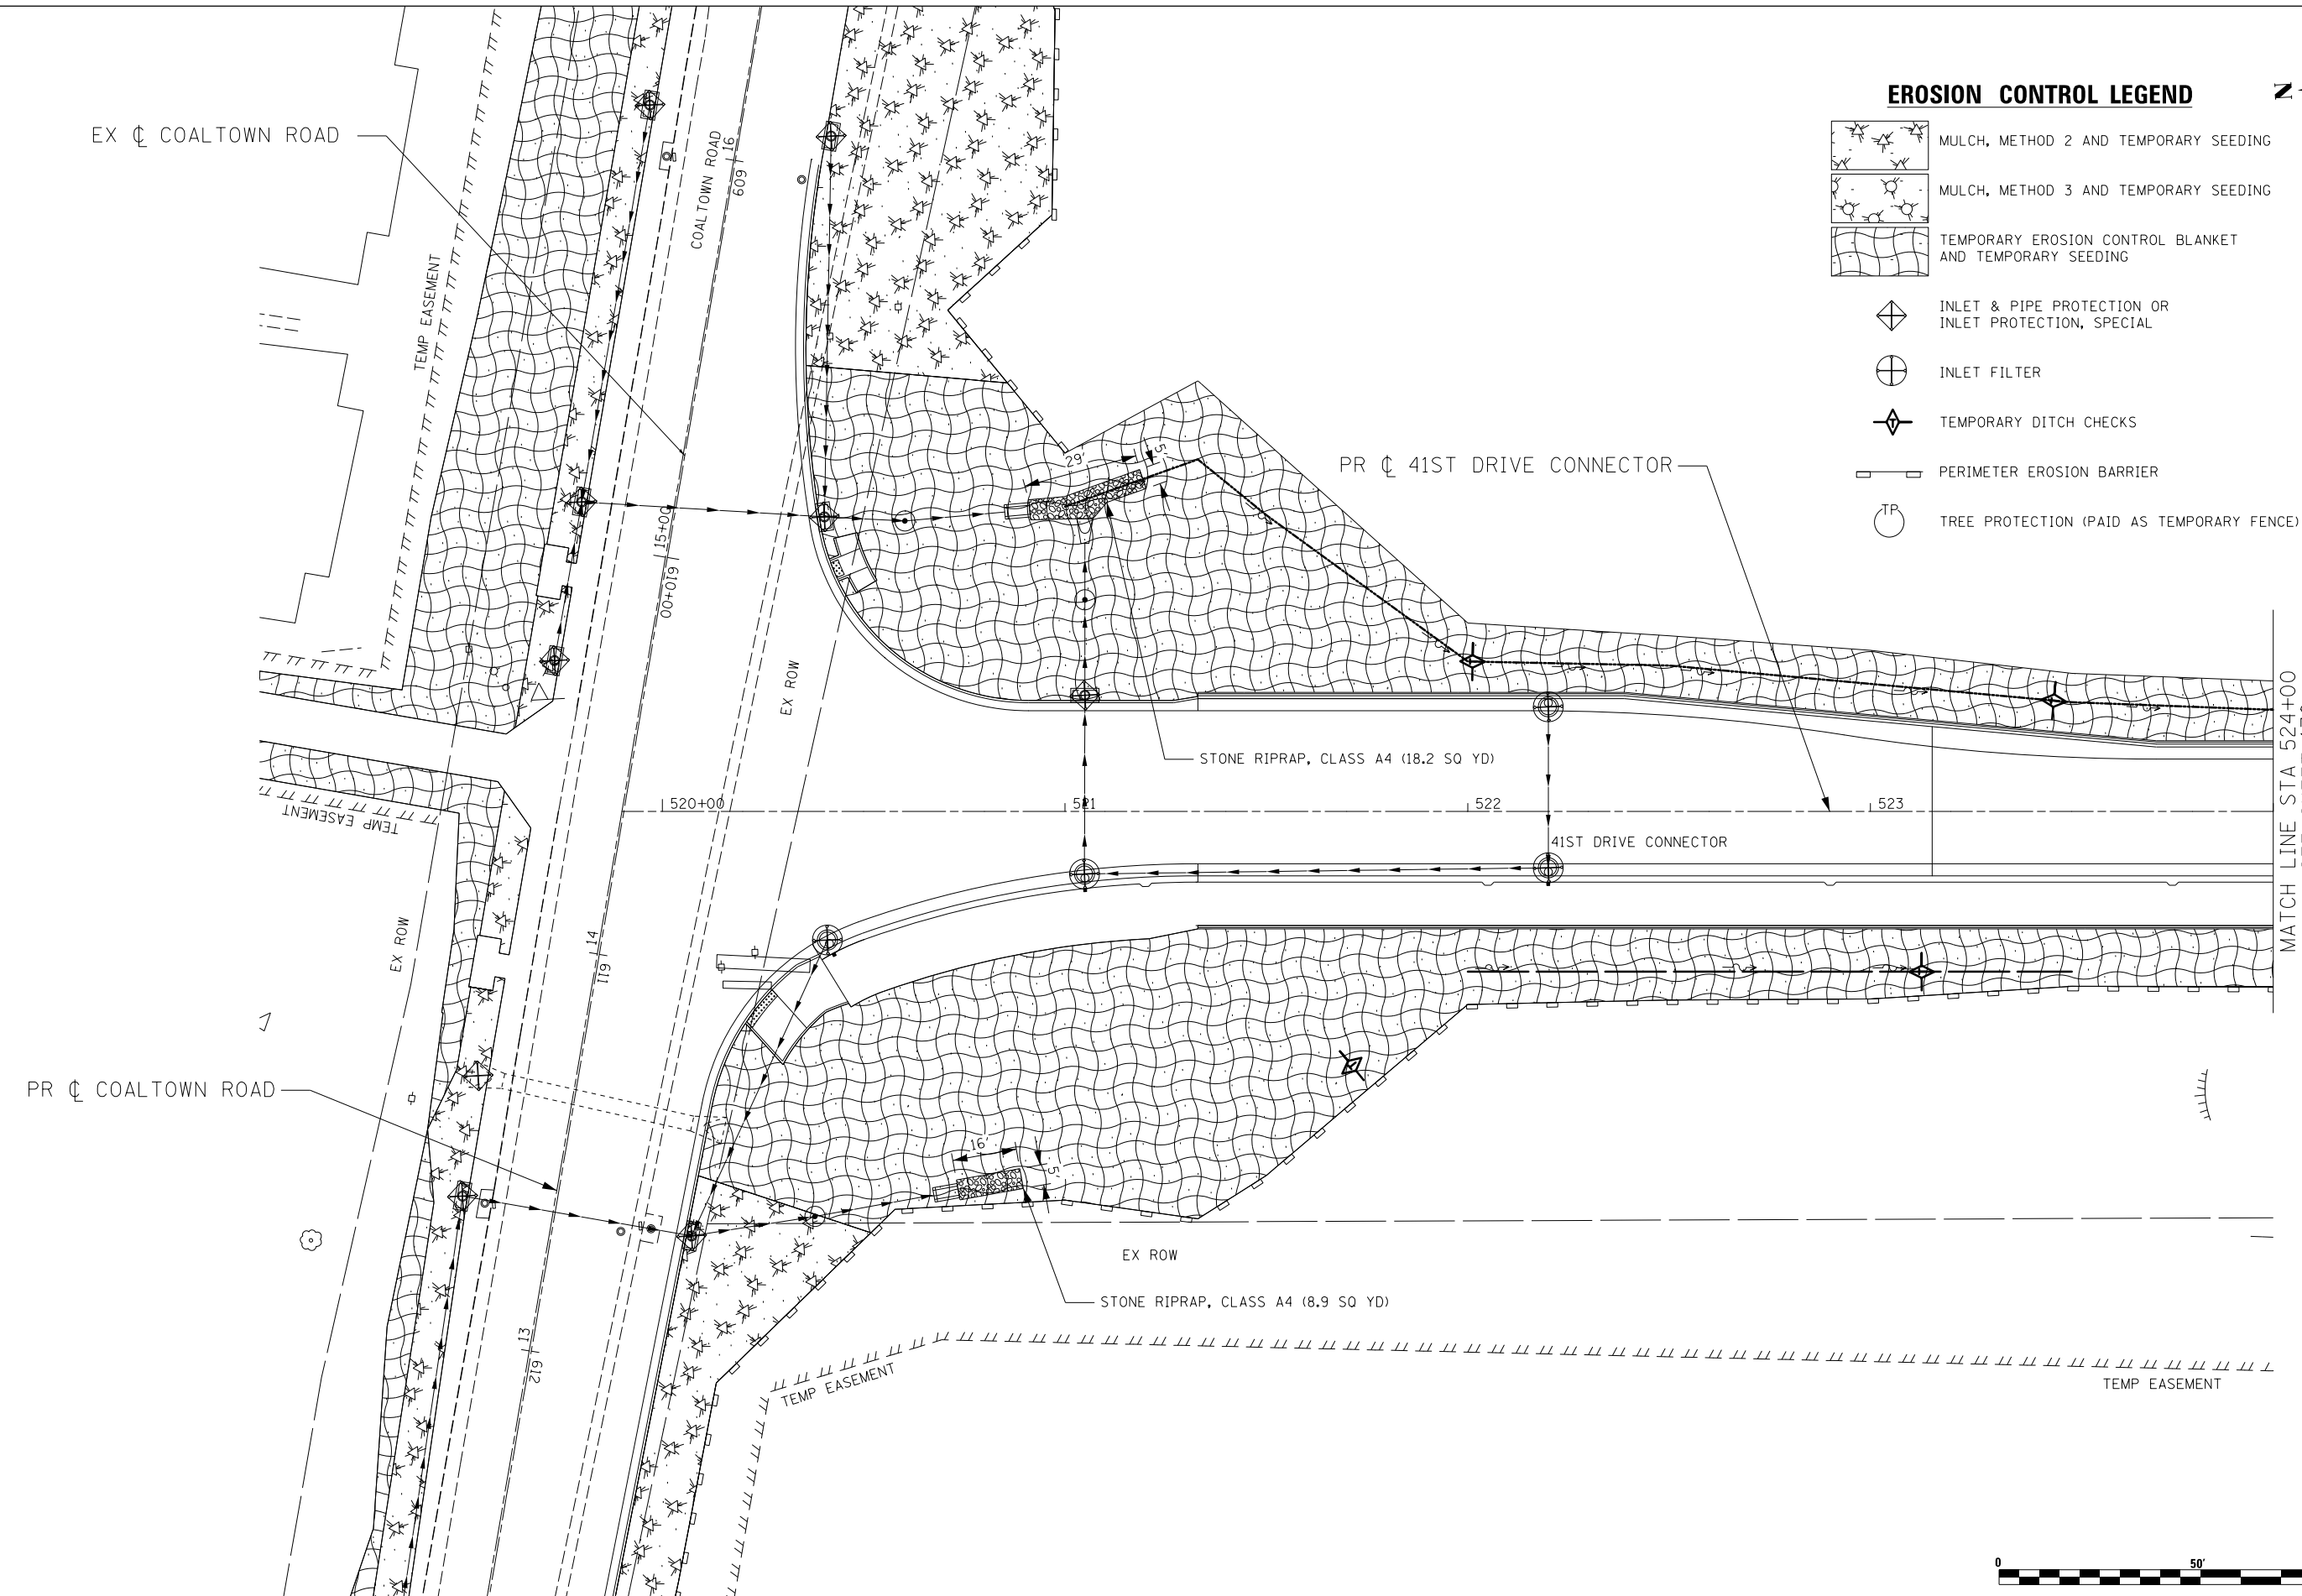 EROSION CONTROL LEGEND
N
MULCH, METHOD 2 AND TEMPORARY SEEDING
MULCH, METHOD 3 AND TEMPORARY SEEDING
TEMPORARY EROSION CONTROL BLANKET
AND TEMPORARY SEEDING
INLET & PIPE PROTECTION OR
INLET PROTECTION, SPECIAL
INLET FILTER
T
TEMPORARY DITCH CHECKS
PERIMETER EROSION BARRIER
TP
TREE PROTECTION (PAID AS TEMPORARY FENCE)
EX ℄ COALTOWN ROAD
COALTOWN ROAD
16
609
TEMP EASEMENT
29'
5'
PR ℄ 41ST DRIVE CONNECTOR
15+00
610+00
EX ROW
STONE RIPRAP, CLASS A4 (18.2 SQ YD)
MATCH LINE STA 524+00
520+00
521
522
523
TEMP EASEMENT
41ST DRIVE CONNECTOR
EX ROW
14
611
PR ℄ COALTOWN ROAD
16'
5'
EX ROW
STONE RIPRAP, CLASS A4 (8.9 SQ YD)
13
612
TEMP EASEMENT
TEMP EASEMENT
0
50'